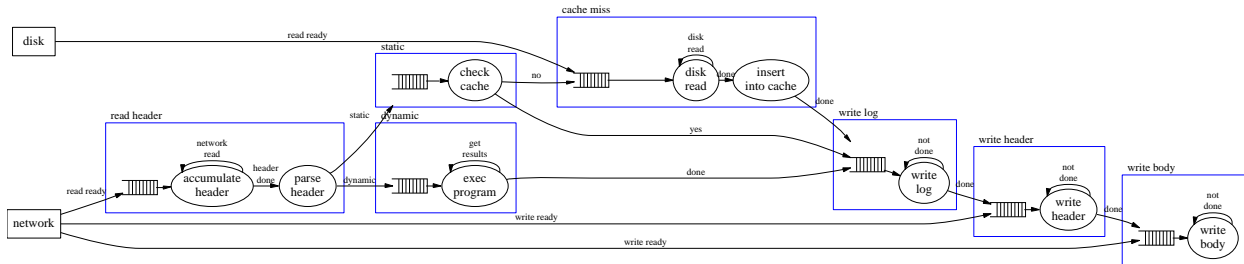 cache miss
disk
read ready
static
disk
read
check
cache
no
disk
read
done
insert
into cache
done
read header
static
dynamic
yes
write log
network
read
header
done
accumulate
header
parse
header
dynamic
get
results
exec
program
done
not
done
write
log
done
write header
not
done
write
header
done
write body
not
done
write
body
read ready
network
write ready
write ready